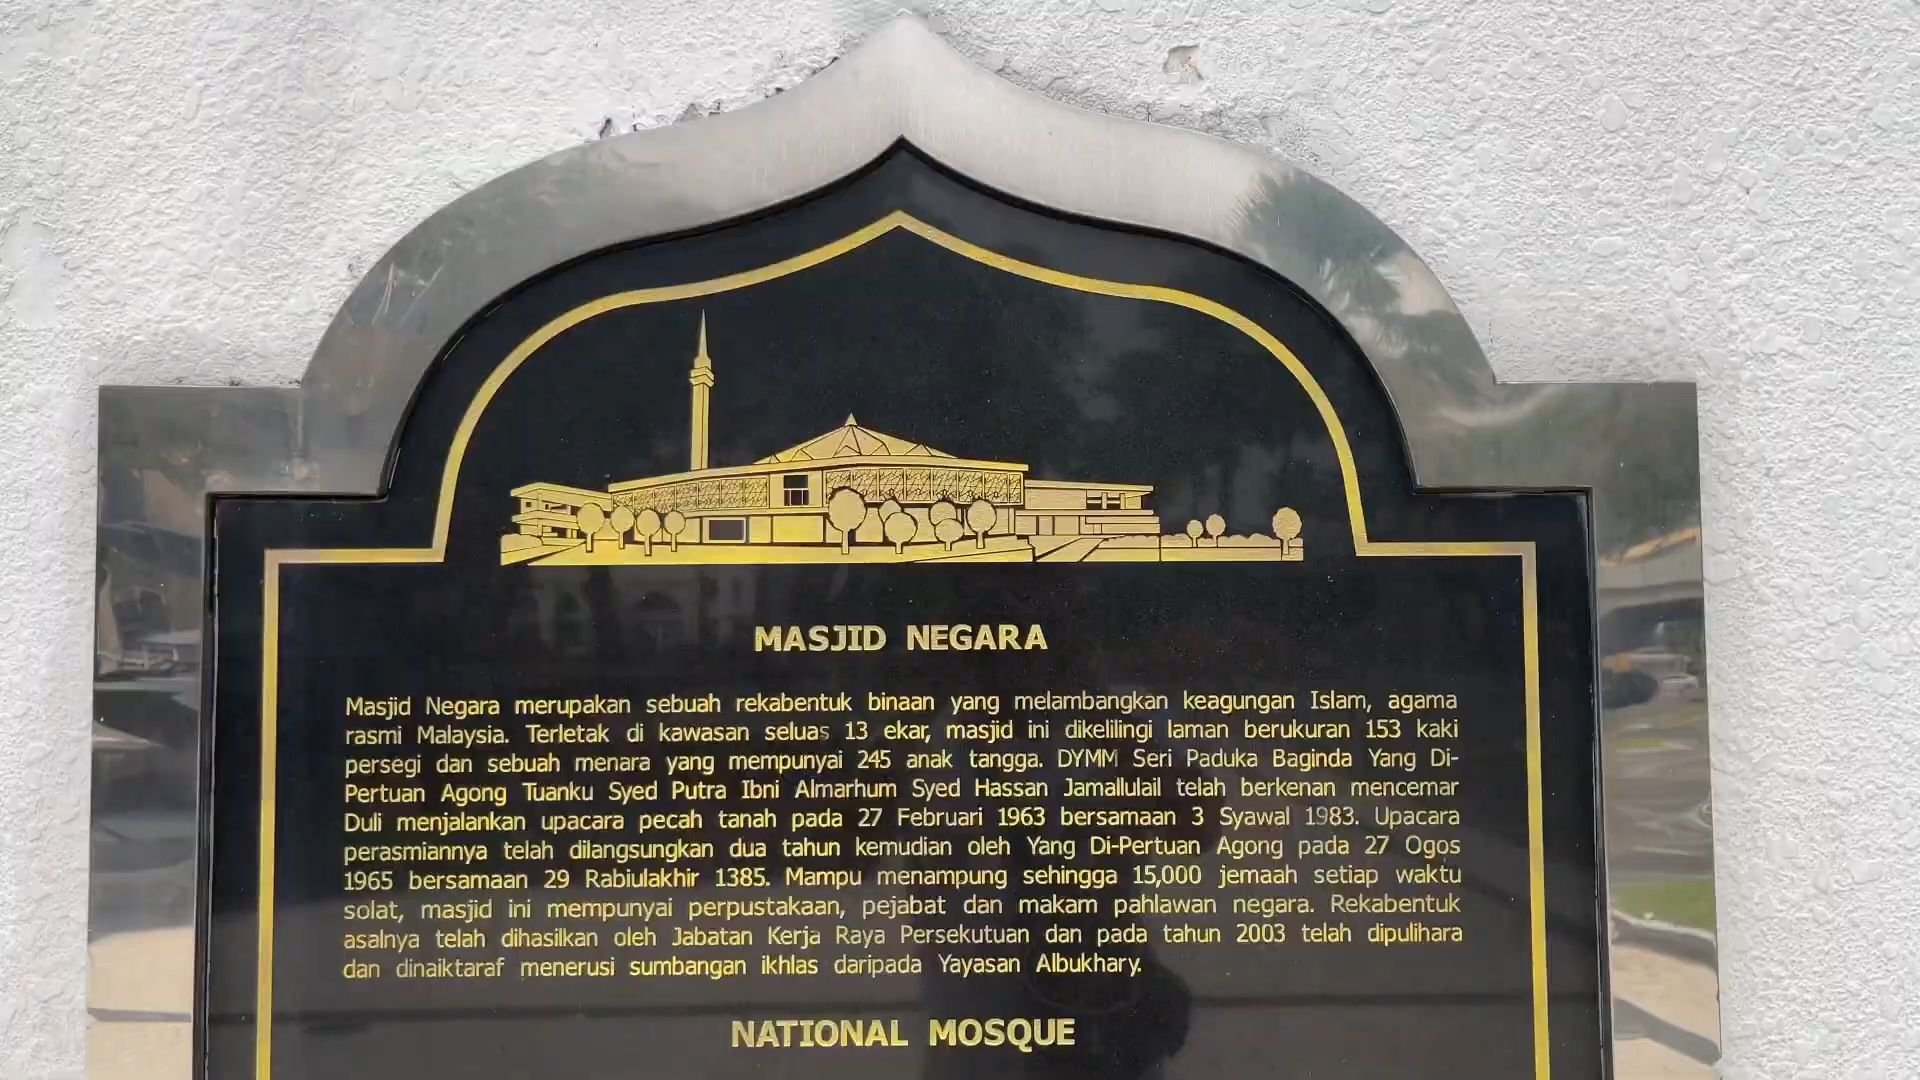 MASJID NEGARA
Masjid Negara merupakan sebuah rekabentuk binaan yang melambangkan keagungan Islam, agama
rasmi Malaysia. Terletak di kawasan seluas 13 ekar, masjid ini dikelilingi laman berukuran 153 kaki
persegi dan sebuah menara yang mempunyai 245 anak tangga. DYMM Seri Paduka Baginda Yang Di-
Pertuan Agong Tuanku Syed Putra Ibni Almarhum Syed Hassan Jamallulail telah berkenan mencemar
Duli menjalankan upacara pecah tanah pada 27 Februari 1963 bersamaan 3 Syawal 1983. Upacara
perasmiannya telah dilangsungkan dua tahun kemudian oleh Yang Di-Pertuan Agong pada 27 Ogos
1965 bersamaan 29 Rabiulakhir 1385. Mampu menampung sehingga 15,000 jemaah setiap waktu
solat, masjid ini mempunyai perpustakaan, pejabat dan makam pahlawan negara. Rekabentuk
asalnya telah dihasilkan oleh Jabatan Kerja Raya Persekutuan dan pada tahun 2003 telah dipulihara
dan dinaiktaraf menerusi sumbangan ikhlas daripada Yayasan Albukhary.
NATIONAL MOSQUE